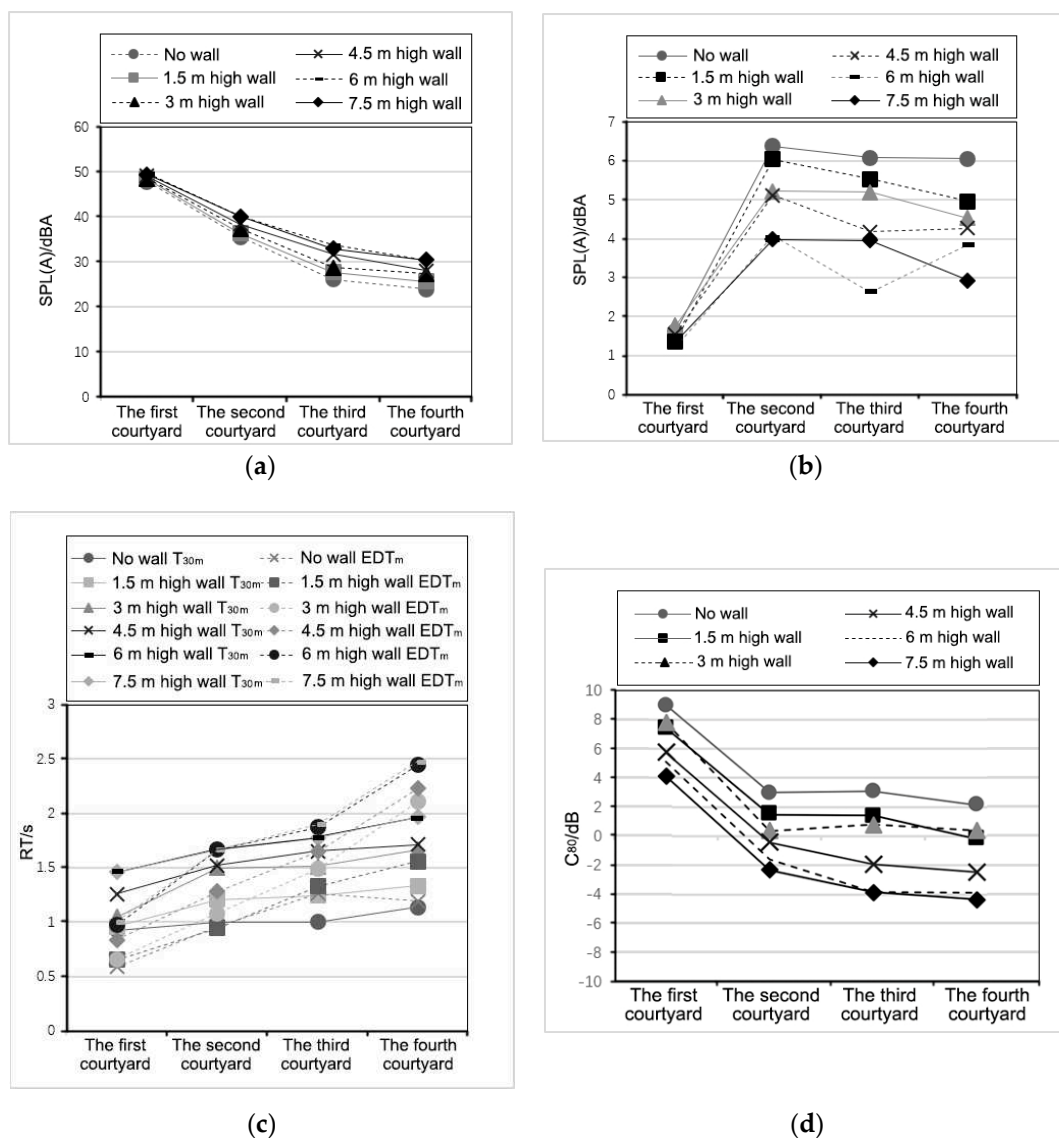 No wall 4.5 m high wall
1.5 m high wall 6 m high wall
3 m high wall 7.5 m high wall
60
50
40
30
20
10
0
SPL(A)/dBA
The first The second The third The fourth
courtyard courtyard courtyard courtyard
(a)
No wall 4.5 m high wall
1.5 m high wall 6 m high wall
3 m high wall 7.5 m high wall
7
6
5
4
3
2
1
0
SPL(A)/dBA
The first The second The third The fourth
courtyard courtyard courtyard courtyard
(b)
No wall T30m No wall EDTm
1.5 m high wall T30m 1.5 m high wall EDTm
3 m high wall T30m 3 m high wall EDTm
4.5 m high wall T30m 4.5 m high wall EDTm
6 m high wall T30m 6 m high wall EDTm
7.5 m high wall T30m 7.5 m high wall EDTm
3
2.5
2
1.5
1
0.5
0
RT/s
The first The second The third The fourth
courtyard courtyard courtyard courtyard
(c)
No wall 4.5 m high wall
1.5 m high wall 6 m high wall
3 m high wall 7.5 m high wall
10
8
6
4
2
0
-2
-4
-6
-8
-10
C80/dB
The first The second The third The fourth
courtyard courtyard courtyard courtyard
(d)